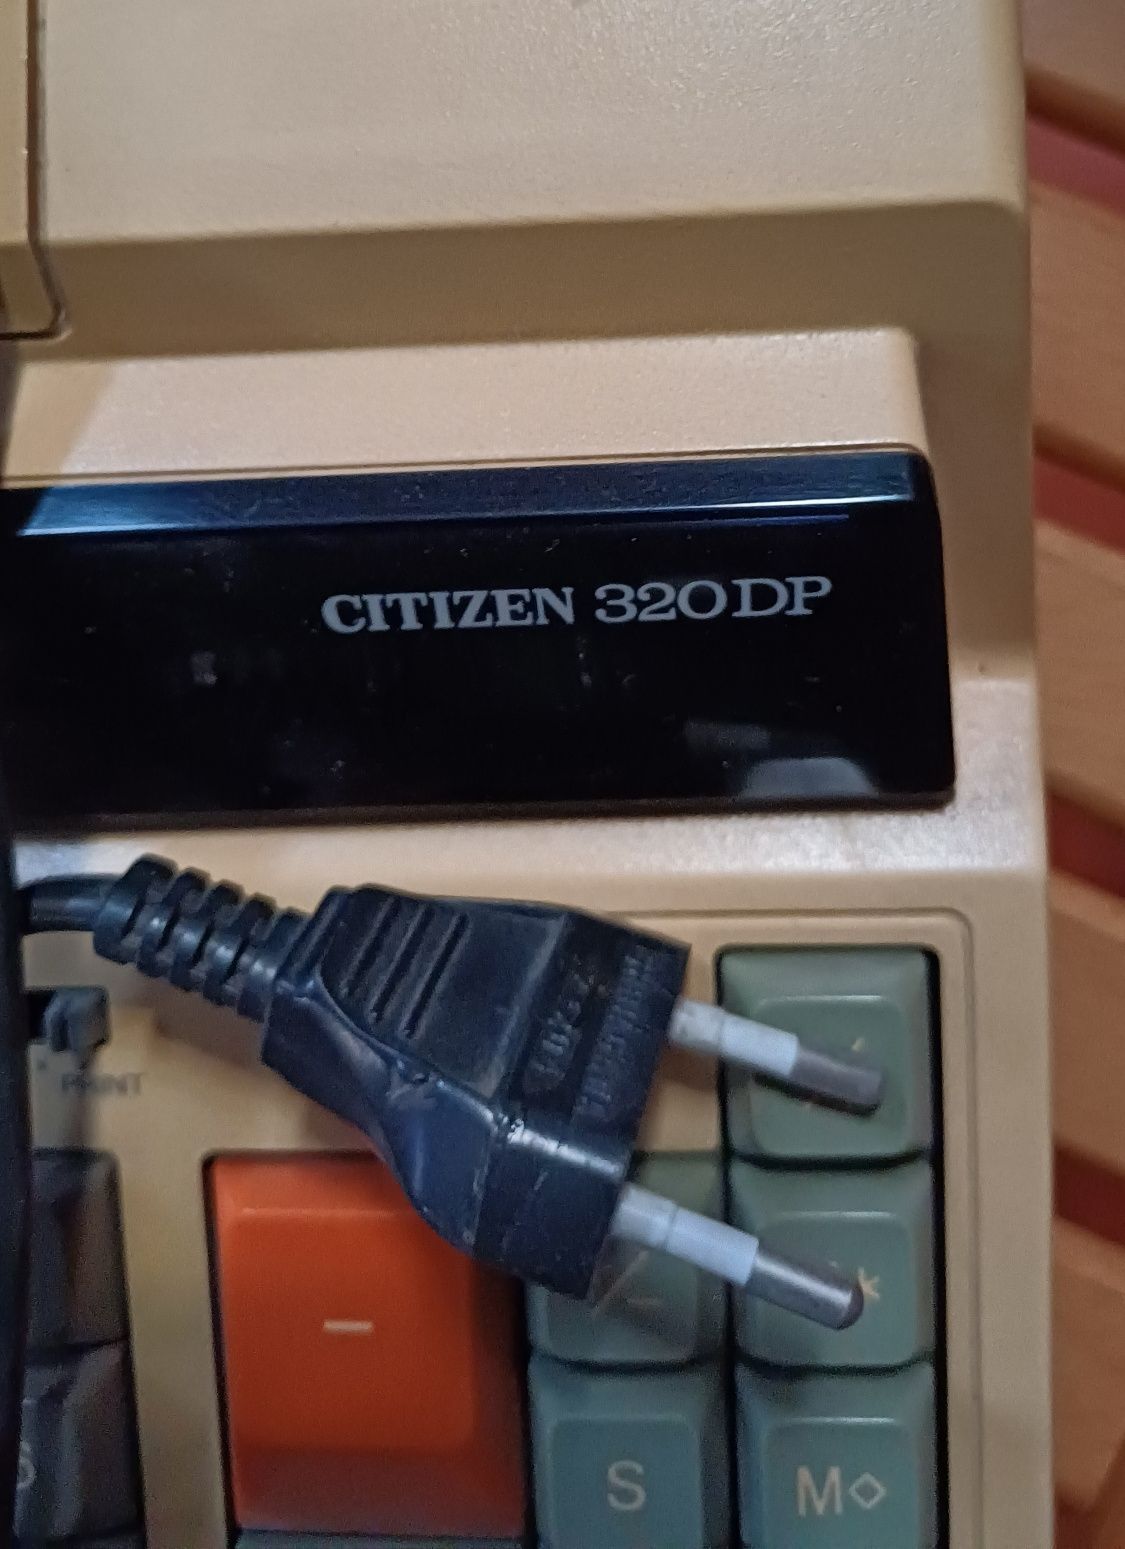 CITIZEN 320DP
PRINT
-
*
S
M◇